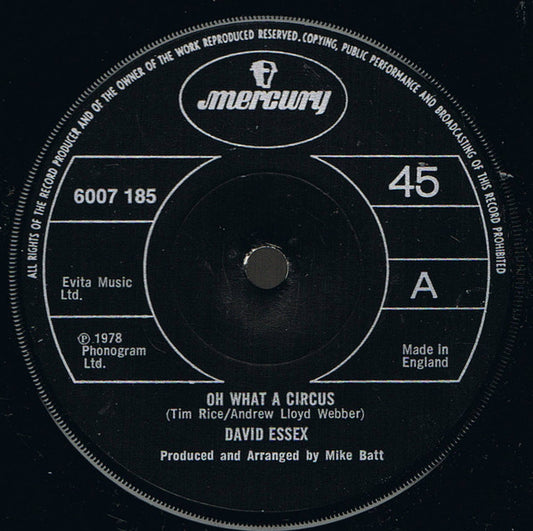 ALL RIGHTS OF THE RECORD PRODUCER AND OF THE OWNER OF THE WORK REPRODUCED RESERVED. COPYING, PUBLIC PERFORMANCE AND BROADCASTING OF THIS RECORD PROHIBITED
mercury
6007 185
45
Evita Music
Ltd.
A
℗ 1978
Phonogram
Ltd.
Made in
England
OH WHAT A CIRCUS
(Tim Rice/Andrew Lloyd Webber)
DAVID ESSEX
Produced and Arranged by Mike Batt